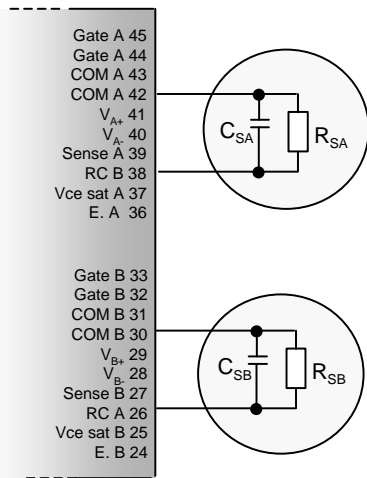 Gate A 45
Gate A 44
COM A 43
COM A 42
VA+ 41
VA- 40
Sense A 39
RC B 38
Vce sat A 37
E. A 36
CSA
RSA
Gate B 33
Gate B 32
COM B 31
COM B 30
VB+ 29
VB- 28
Sense B 27
RC A 26
Vce sat B 25
E. B 24
CSB
RSB